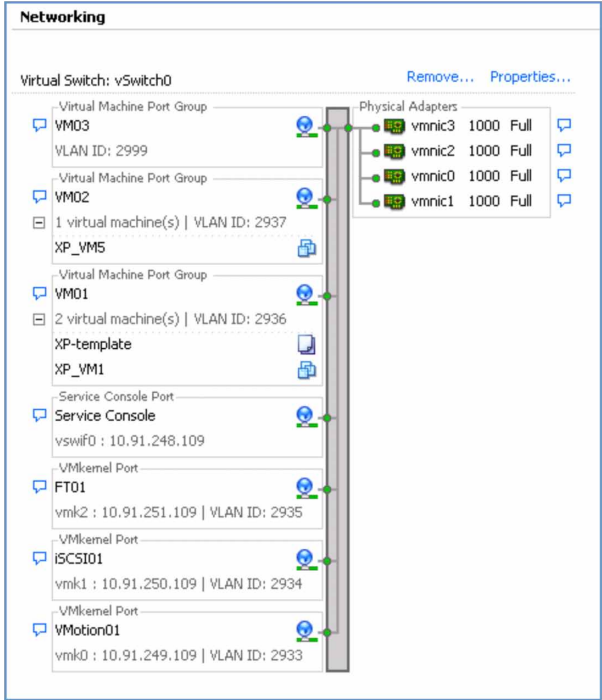 Networking
Virtual Switch: vSwitch0
Remove... Properties...
Virtual Machine Port Group
VM03
VLAN ID: 2999
Physical Adapters
vmnic3 1000 Full
vmnic2 1000 Full
vmnic0 1000 Full
vmnic1 1000 Full
Virtual Machine Port Group
VM02
1 virtual machine(s) | VLAN ID: 2937
XP_VM5
Virtual Machine Port Group
VM01
2 virtual machine(s) | VLAN ID: 2936
XP-template
XP_VM1
Service Console Port
Service Console
vswif0 : 10.91.248.109
VMkernel Port
FT01
vmk2 : 10.91.251.109 | VLAN ID: 2935
VMkernel Port
iSCSI01
vmk1 : 10.91.250.109 | VLAN ID: 2934
VMkernel Port
VMotion01
vmk0 : 10.91.249.109 | VLAN ID: 2933